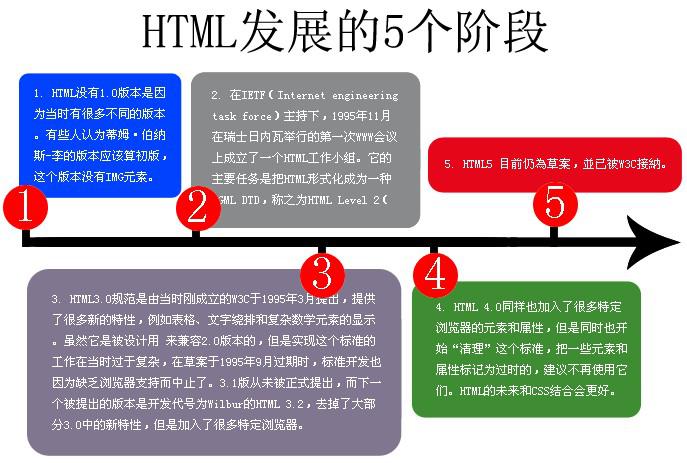 HTML发展的5个阶段
1. HTML没有1.0版本是因
为当时有很多不同的版本
。有些人认为蒂姆·伯纳
斯-李的版本应该算初版，
这个版本没有IMG元素。
2. 在IETF（Internet engineering
task force）主持下，1995年11月
在瑞士日内瓦举行的第一次WWW会议
上成立了一个HTML工作小组。它的
主要任务是把HTML形式化成为一种
GML DTD，称之为HTML Level 2（
5. HTML5 目前仍為草案，並已被W3C接納。
1
2
5
3
4
3. HTML3.0规范是由当时刚成立的W3C于1995年3月提出，提供
了很多新的特性，例如表格、文字绕排和复杂数学元素的显示
。虽然它是被设计用 来兼容2.0版本的，但是实现这个标准的
工作在当时过于复杂，在草案于1995年9月过期时，标准开发也
因为缺乏浏览器支持而中止了。3.1版从未被正式提出，而下一
个被提出的版本是开发代号为Wilbur的HTML 3.2，去掉了大部
分3.0中的新特性，但是加入了很多特定浏览器。
4. HTML 4.0同样也加入了很多特定
浏览器的元素和属性，但是同时也开
始“清理”这个标准，把一些元素和
属性标记为过时的，建议不再使用它
们。HTML的未来和CSS结合会更好。